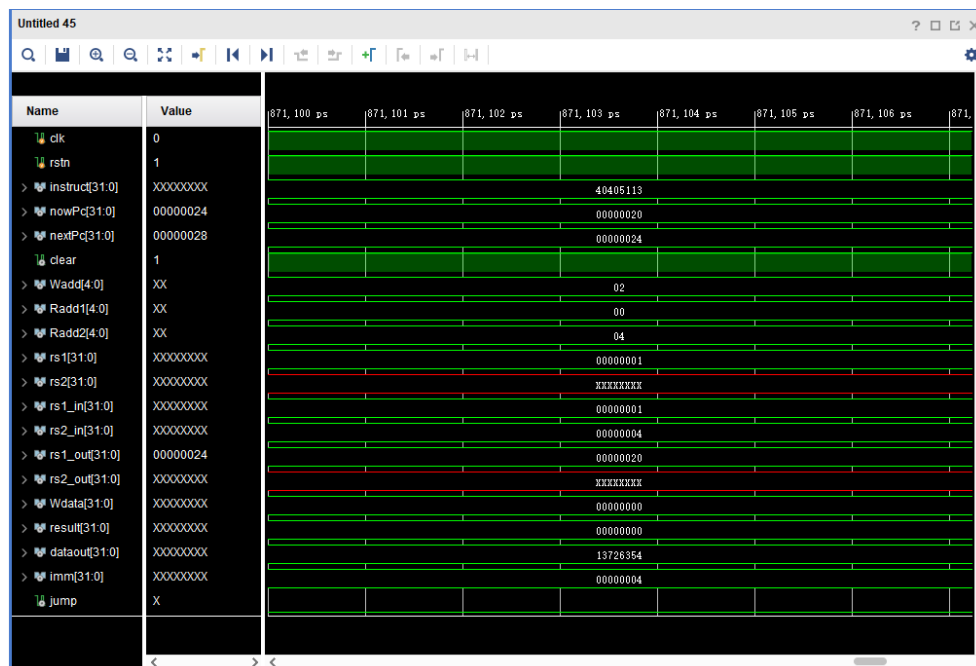 Untitled 45
Name Value 871,100 ps 871,101 ps 871,102 ps 871,103 ps 871,104 ps 871,105 ps 871,106 ps 871,
clk 0
rstn 1
instruct[31:0] XXXXXXXX 40405113
nowPc[31:0] 00000024 00000020
nextPc[31:0] 00000028 00000024
clear 1
Wadd[4:0] XX 02
Radd1[4:0] XX 00
Radd2[4:0] XX 04
rs1[31:0] XXXXXXXX 00000001
rs2[31:0] XXXXXXXX XXXXXXXX
rs1_in[31:0] XXXXXXXX 00000001
rs2_in[31:0] XXXXXXXX 00000004
rs1_out[31:0] 00000024 00000020
rs2_out[31:0] XXXXXXXX XXXXXXXX
Wdata[31:0] XXXXXXXX 00000000
result[31:0] XXXXXXXX 00000000
dataout[31:0] XXXXXXXX 13726354
imm[31:0] XXXXXXXX 00000004
jump X